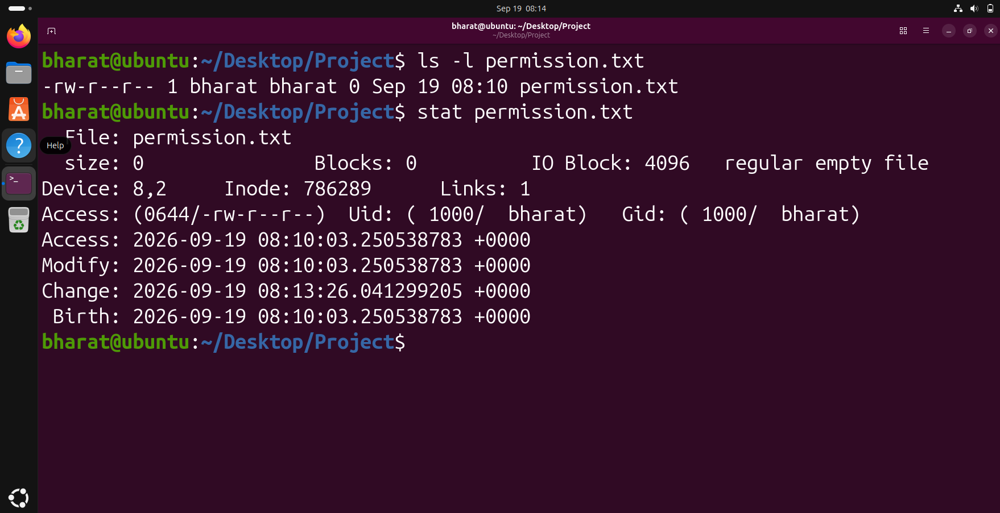 Sep 19 08:14
bharat@ubuntu: ~/Desktop/Project
~/Desktop/Project
bharat@ubuntu:~/Desktop/Project$ ls -l permission.txt
-rw-r--r-- 1 bharat bharat 0 Sep 19 08:10 permission.txt
bharat@ubuntu:~/Desktop/Project$ stat permission.txt
File: permission.txt
Help
size: 0 Blocks: 0 IO Block: 4096 regular empty file
Device: 8,2 Inode: 786289 Links: 1
Access: (0644/-rw-r--r--) Uid: ( 1000/ bharat) Gid: ( 1000/ bharat)
Access: 2026-09-19 08:10:03.250538783 +0000
Modify: 2026-09-19 08:10:03.250538783 +0000
Change: 2026-09-19 08:13:26.041299205 +0000
Birth: 2026-09-19 08:10:03.250538783 +0000
bharat@ubuntu:~/Desktop/Project$